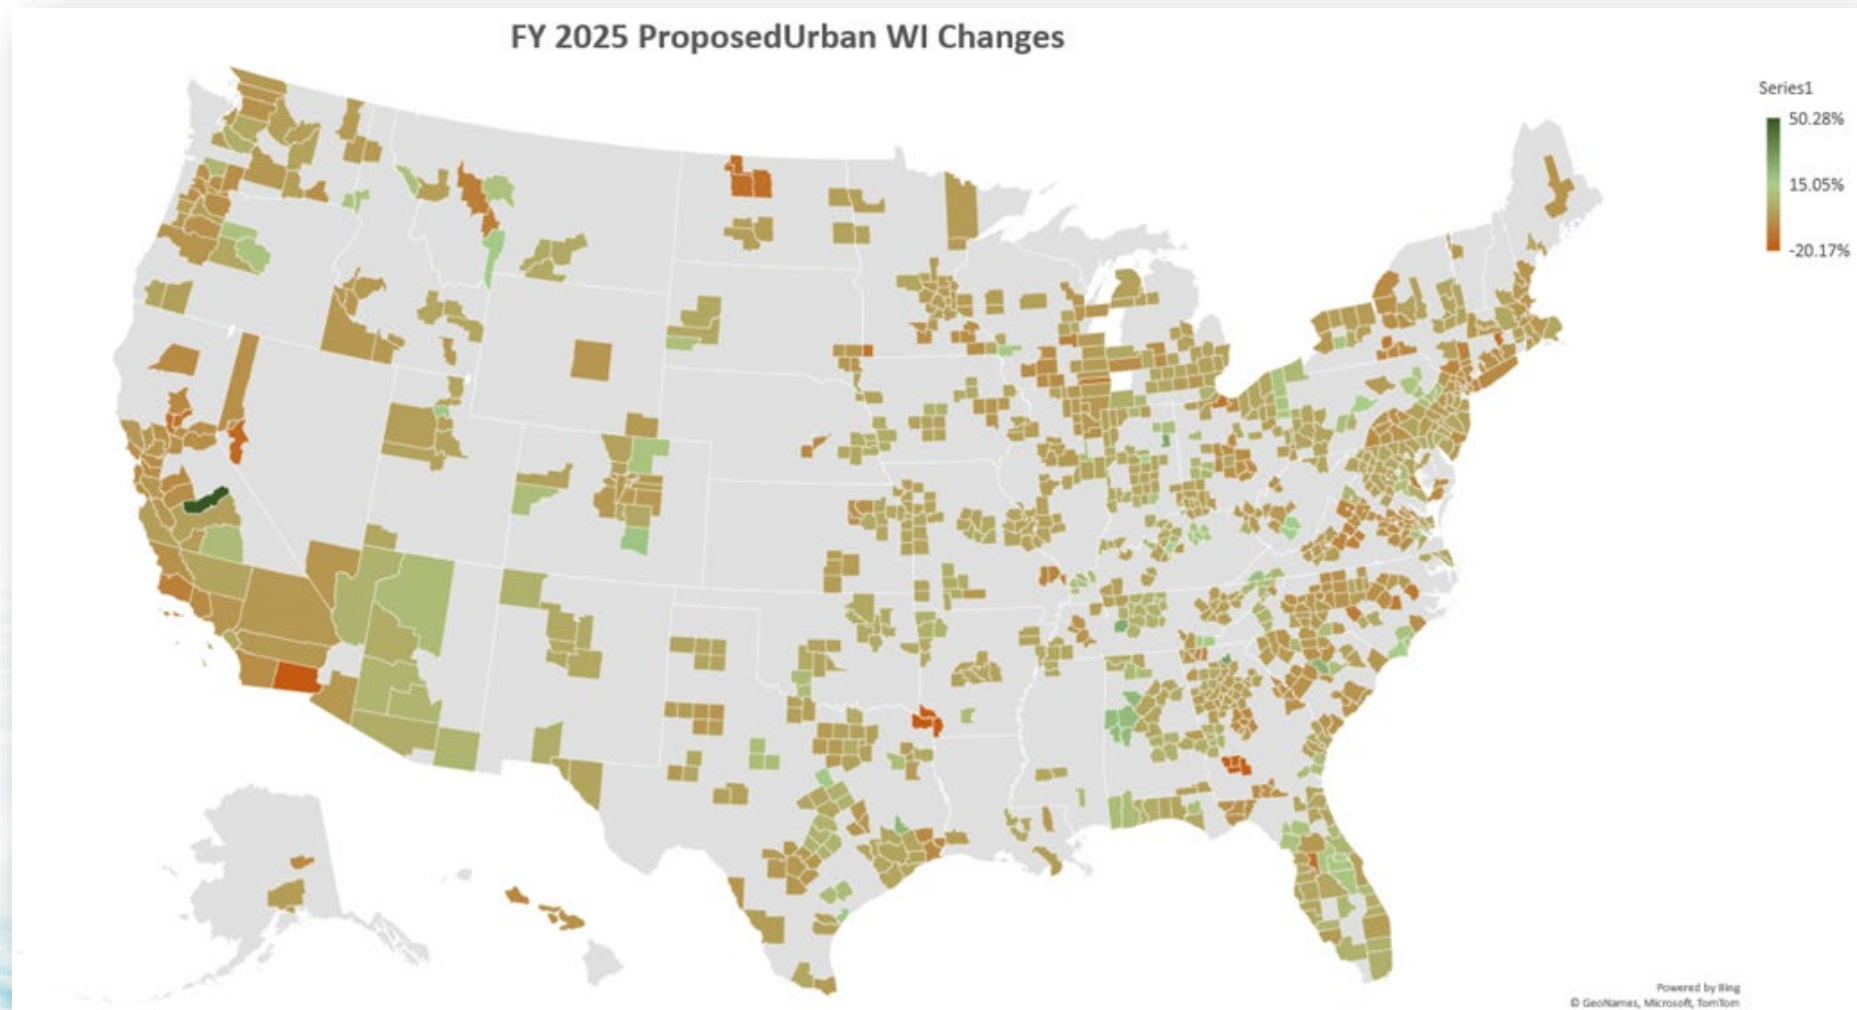 FY 2025 ProposedUrban WI Changes
Series1
50.28%
15.05%
-20.17%
Powered by Bing
© GeoNames, Microsoft, TomTom